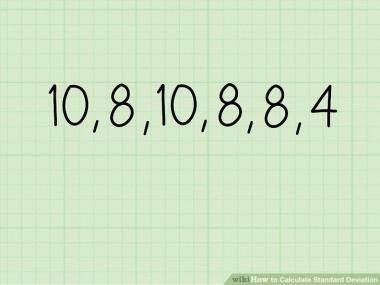 10, 8, 10, 8, 8, 4
wikiHow to Calculate Standard Deviation